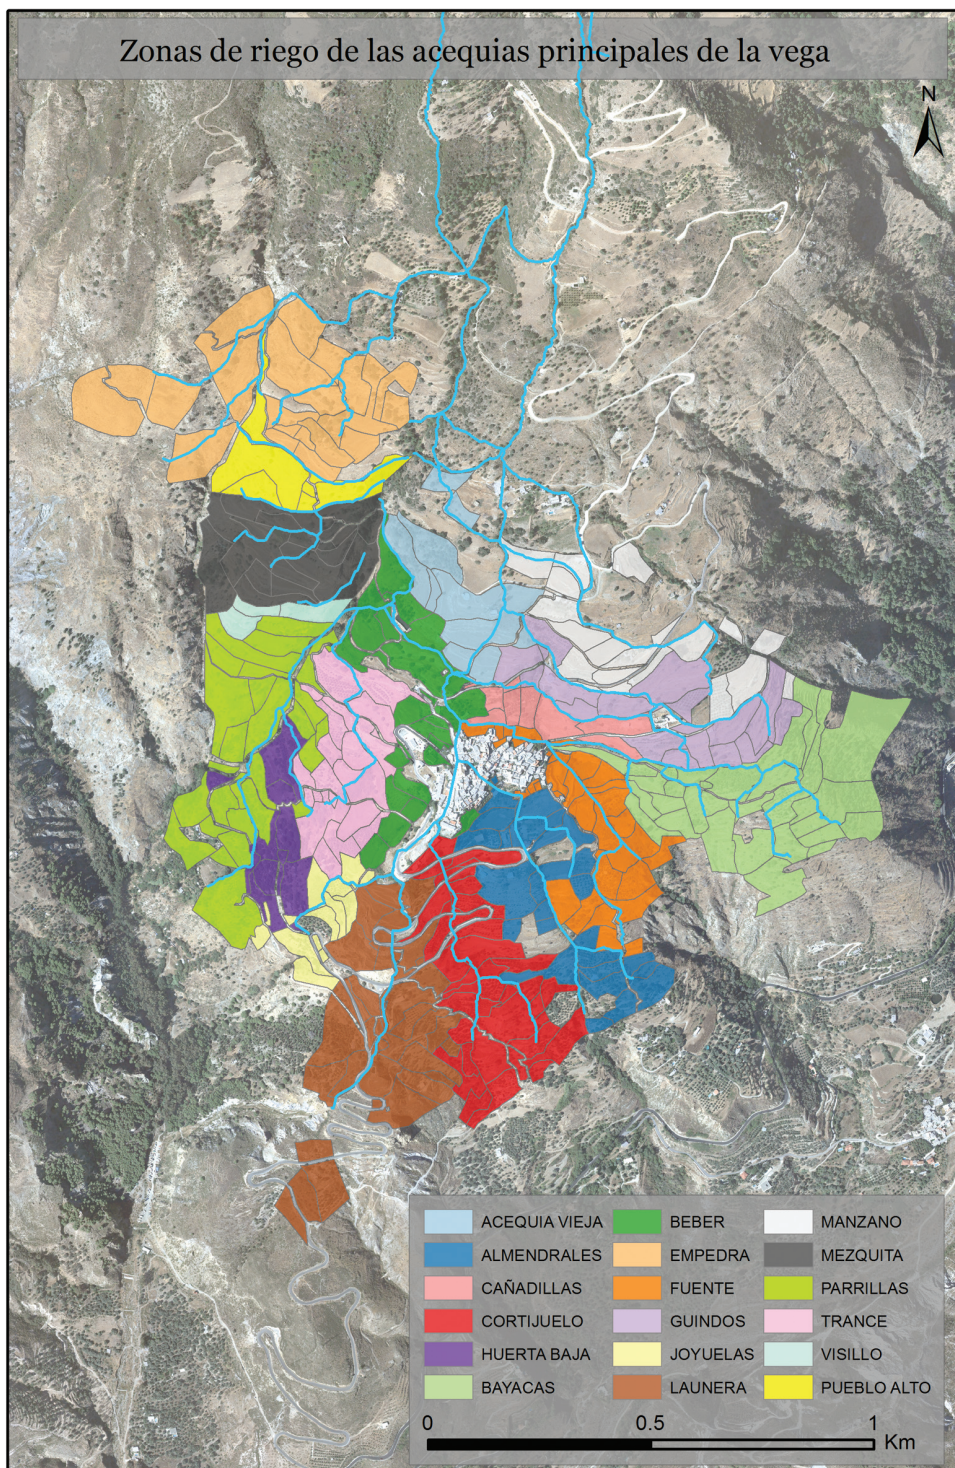 Zonas de riego de las acequias principales de la vega
N
ACEQUIA VIEJA BEBER MANZANO
ALMENDRALES EMPEDRA MEZQUITA
CAÑADILLAS FUENTE PARRILLAS
CORTIJUELO GUINDOS TRANCE
HUERTA BAJA JOYUELAS VISILLO
BAYACAS LAUNERA PUEBLO ALTO
0 0.5 1
Km